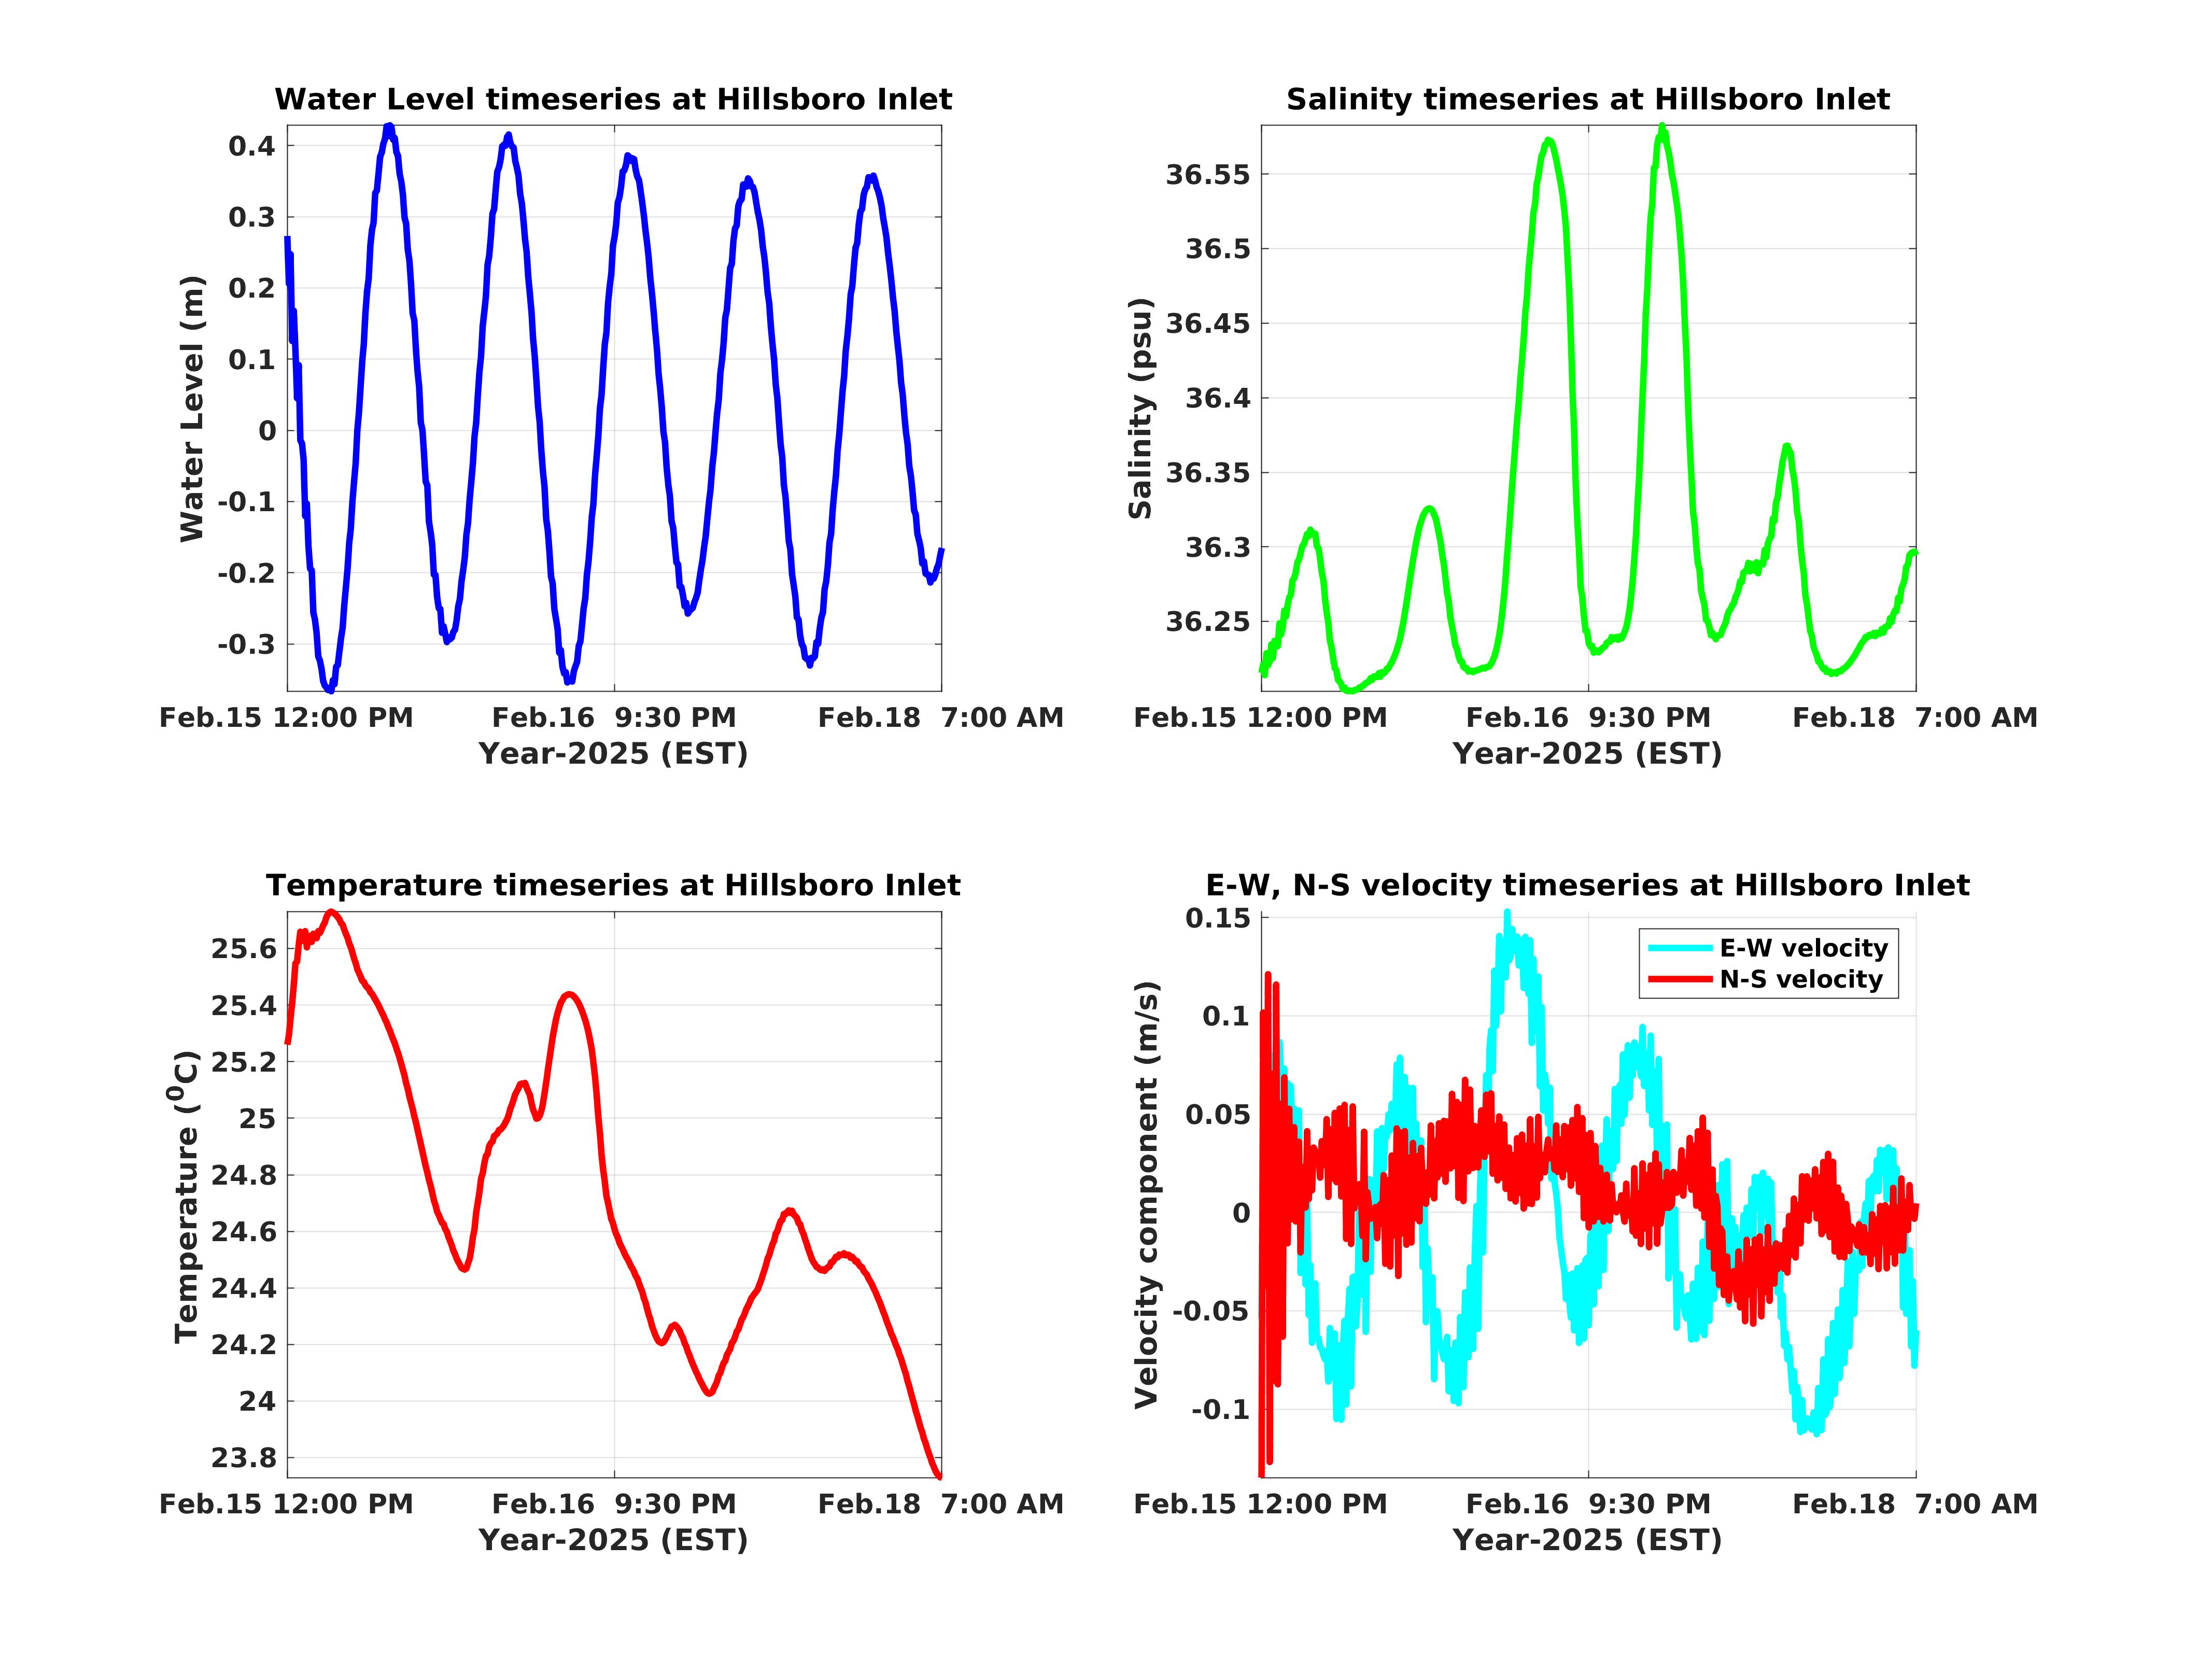 Water Level timeseries at Hillsboro Inlet
0.4
0.3
0.2
0.1
0
-0.1
-0.2
-0.3
Water Level (m)
Feb.15 12:00 PM
Feb.16 9:30 PM
Feb.18 7:00 AM
Year-2025 (EST)
Salinity timeseries at Hillsboro Inlet
36.55
36.5
36.45
36.4
36.35
36.3
36.25
Salinity (psu)
Feb.15 12:00 PM
Feb.16 9:30 PM
Feb.18 7:00 AM
Year-2025 (EST)
Temperature timeseries at Hillsboro Inlet
25.6
25.4
25.2
25
24.8
24.6
24.4
24.2
24
23.8
Temperature (⁰C)
Feb.15 12:00 PM
Feb.16 9:30 PM
Feb.18 7:00 AM
Year-2025 (EST)
E-W, N-S velocity timeseries at Hillsboro Inlet
0.15
0.1
0.05
0
-0.05
-0.1
Velocity component (m/s)
E-W velocity
N-S velocity
Feb.15 12:00 PM
Feb.16 9:30 PM
Feb.18 7:00 AM
Year-2025 (EST)